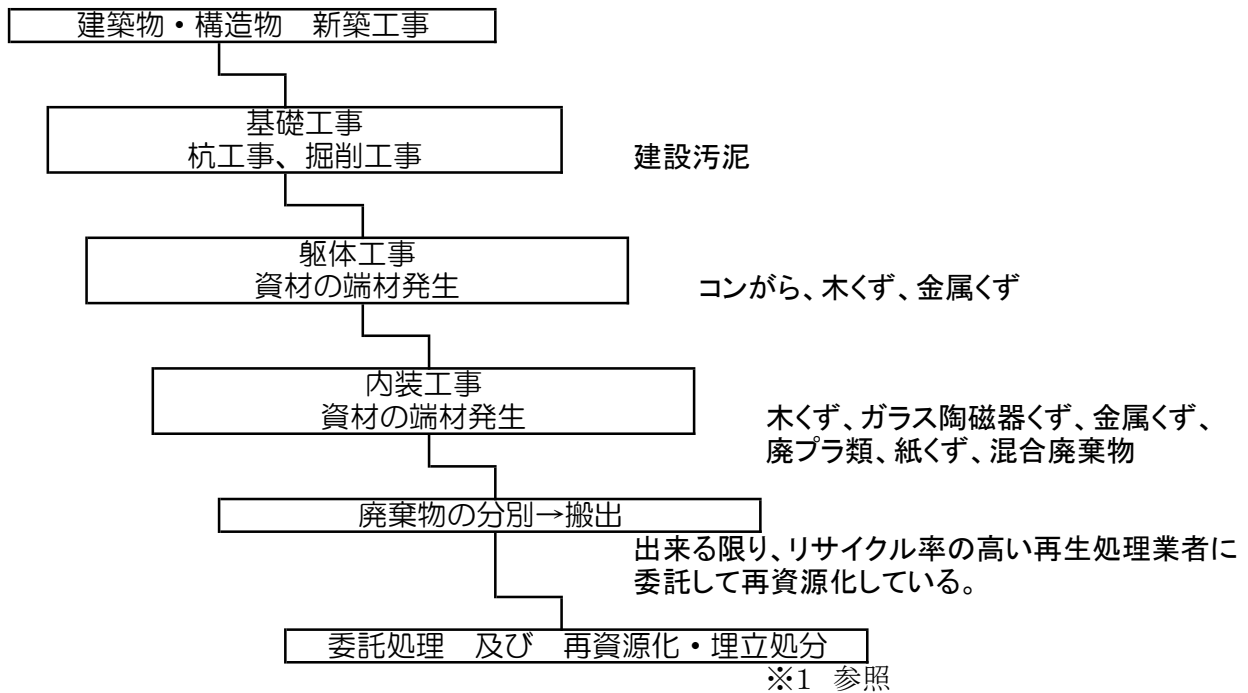 建築物・構造物　新築工事
基礎工事
杭工事、掘削工事
建設汚泥
躯体工事
資材の端材発生
コンがら、木くず、金属くず
内装工事
資材の端材発生
木くず、ガラス陶磁器くず、金属くず、
廃プラ類、紙くず、混合廃棄物
廃棄物の分別→搬出
出来る限り、リサイクル率の高い再生処理業者に
委託して再資源化している。
委託処理　及び　再資源化・埋立処分
※1　参照